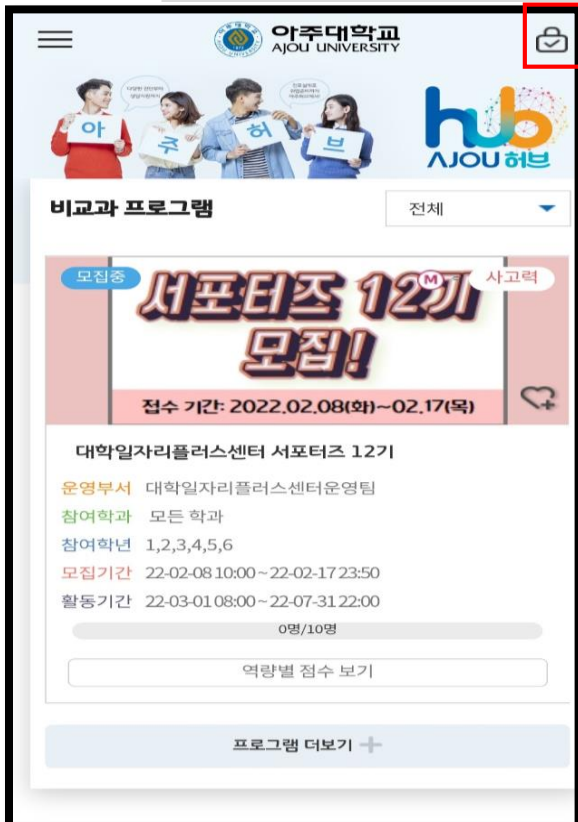 아주대학교
AJOU UNIVERSITY
아 주 허 브
hub
AJOU 허브
비교과 프로그램
전체
모집중
M
사고력
서포터즈 12기
모집!
접수 기간: 2022.02.08(화)~02.17(목)
대학일자리플러스센터 서포터즈 12기
운영부서 대학일자리플러스센터운영팀
참여학과 모든 학과
참여학년 1,2,3,4,5,6
모집기간 22-02-08 10:00 ~ 22-02-17 23:50
활동기간 22-03-01 08:00 ~ 22-07-31 22:00
0명/10명
역량별 점수 보기
프로그램 더보기